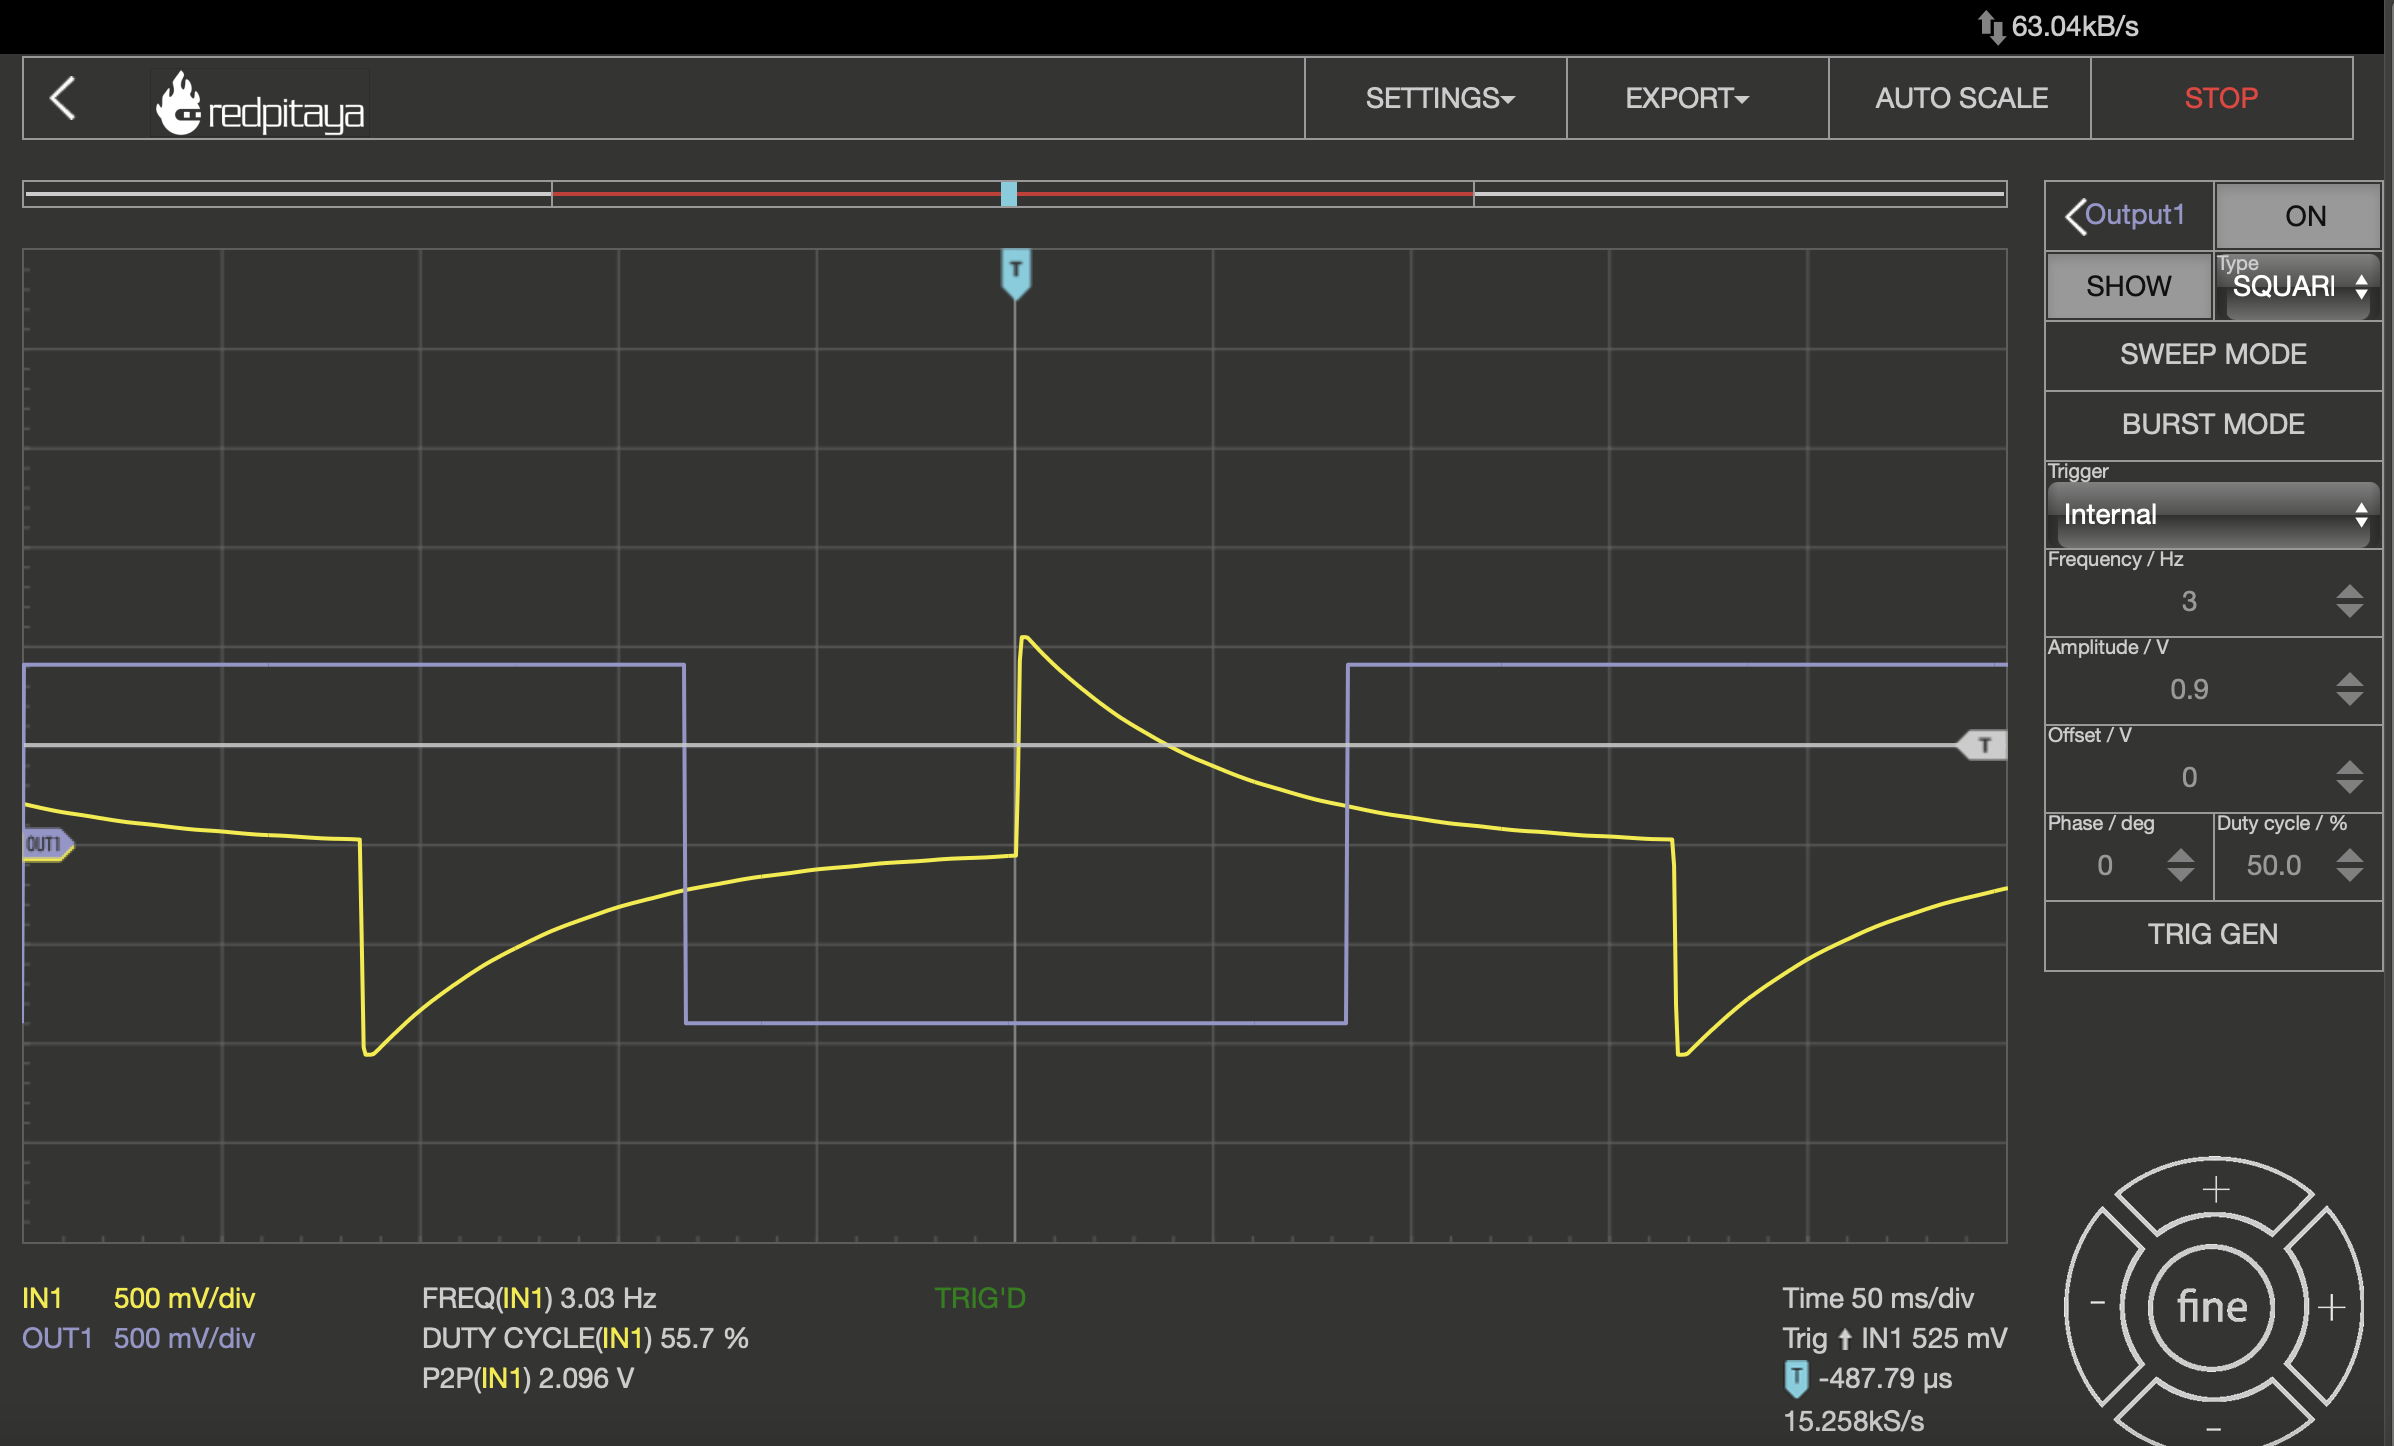 63.04kB/s
redpitaya
SETTINGS
EXPORT
AUTO SCALE
STOP
Output1
ON
SHOW
Type
SQUARI
SWEEP MODE
BURST MODE
Trigger
Internal
Frequency / Hz
3
Amplitude / V
0.9
Offset / V
0
Phase / deg
Duty cycle / %
0
50.0
TRIG GEN
T
T
OUT1
IN1 500 mV/div
OUT1 500 mV/div
FREQ(IN1) 3.03 Hz
DUTY CYCLE(IN1) 55.7 %
P2P(IN1) 2.096 V
TRIG'D
Time 50 ms/div
Trig IN1 525 mV
T -487.79 µs
15.258kS/s
+
- fine +
-